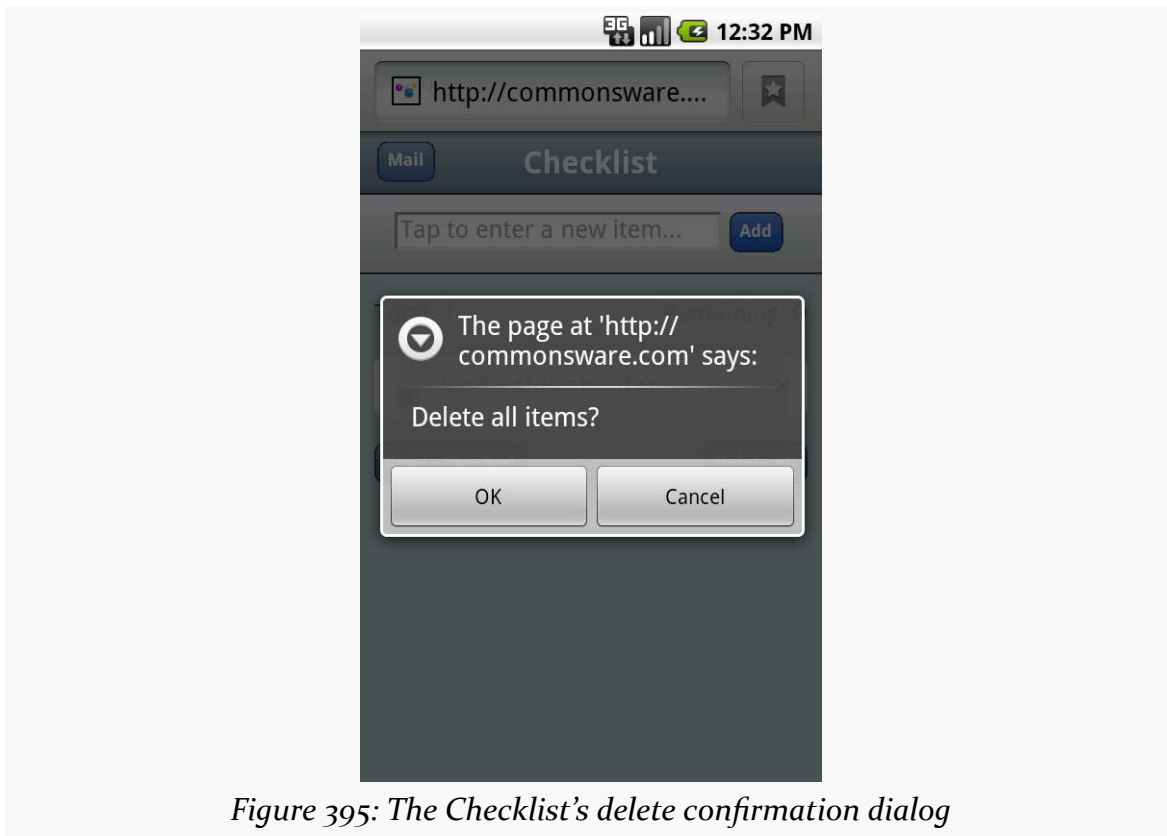 3G
12:32 PM
http://commonsware....
Mail
Checklist
Add
Tap to enter a new item...
The page at 'http://
commonsware.com' says:
Delete all items?
OK
Cancel
Figure 395: The Checklist’s delete confirmation dialog